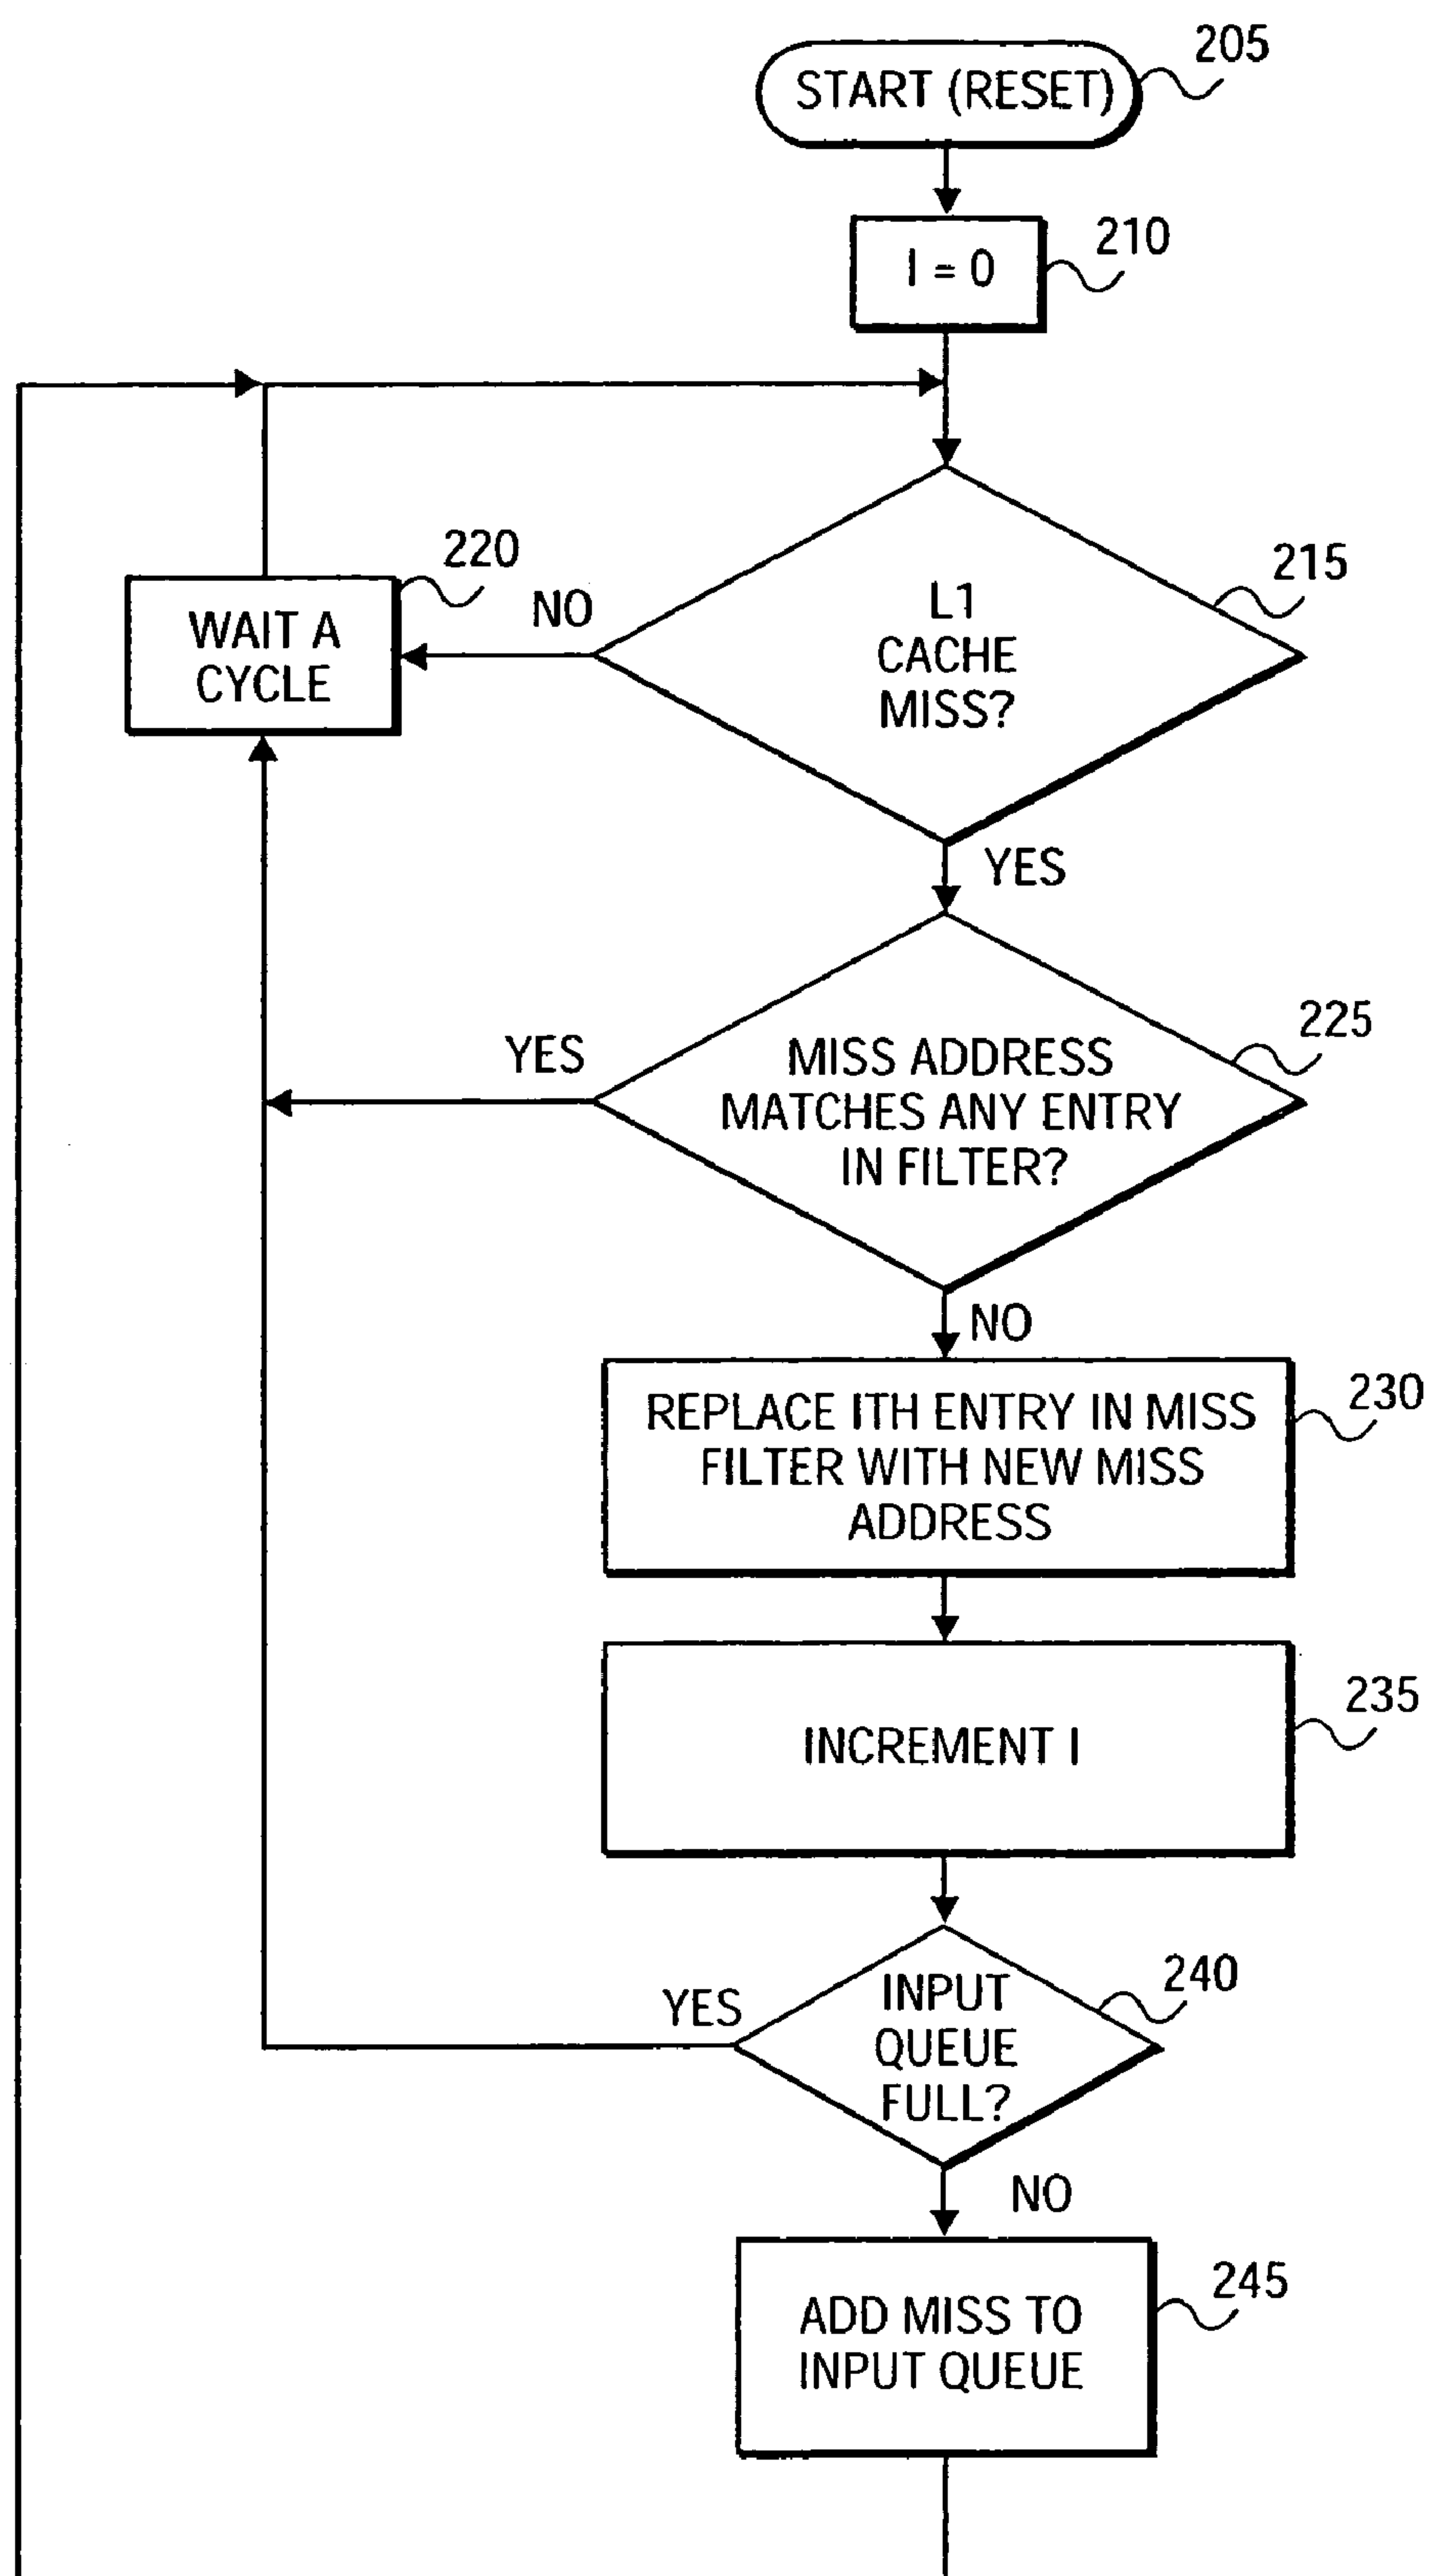 205
START (RESET)
210
I = 0
220
WAIT A
CYCLE
NO
215
L1
CACHE
MISS?
YES
225
YES
MISS ADDRESS
MATCHES ANY ENTRY
IN FILTER?
NO
230
REPLACE ITH ENTRY IN MISS
FILTER WITH NEW MISS
ADDRESS
235
INCREMENT I
240
YES
INPUT
QUEUE
FULL?
NO
245
ADD MISS TO
INPUT QUEUE